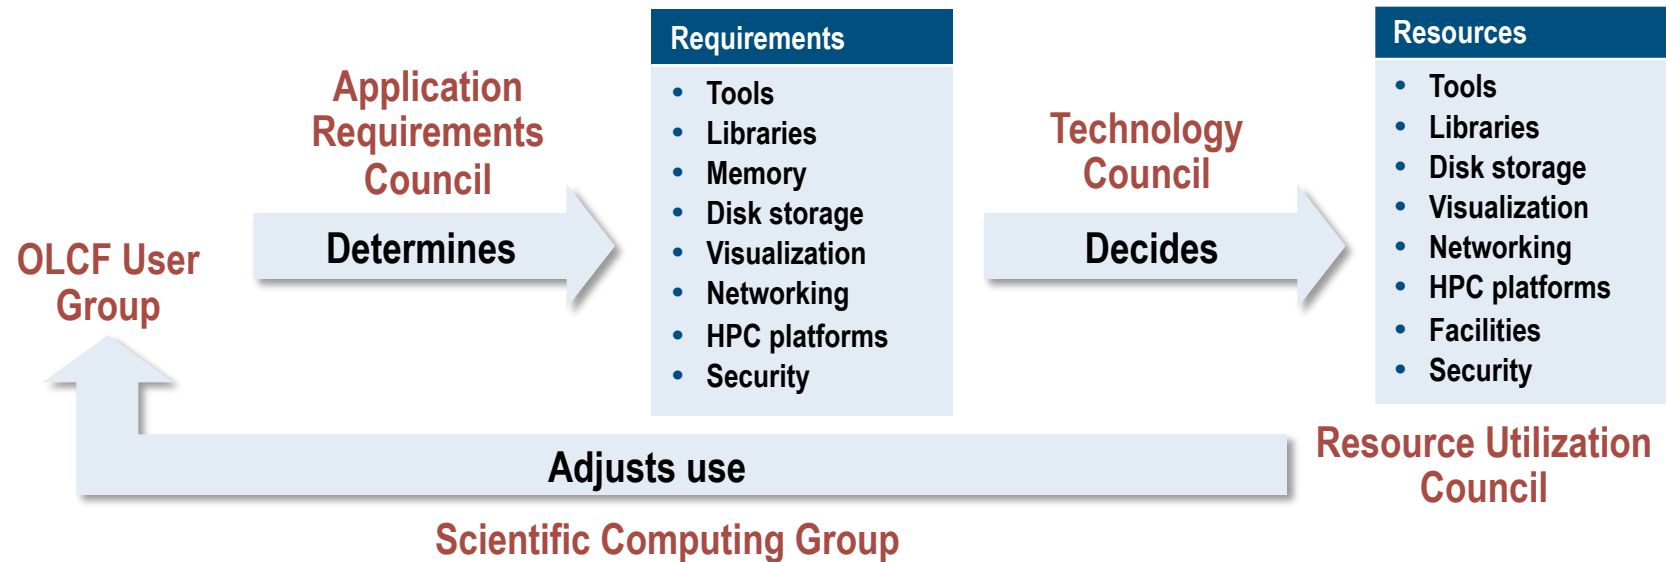 OLCF User
Group
Application
Requirements
Council
Determines
Requirements
• Tools
• Libraries
• Memory
• Disk storage
• Visualization
• Networking
• HPC platforms
• Security
Technology
Council
Decides
Resources
• Tools
• Libraries
• Disk storage
• Visualization
• Networking
• HPC platforms
• Facilities
• Security
Resource Utilization
Council
Adjusts use
Scientific Computing Group